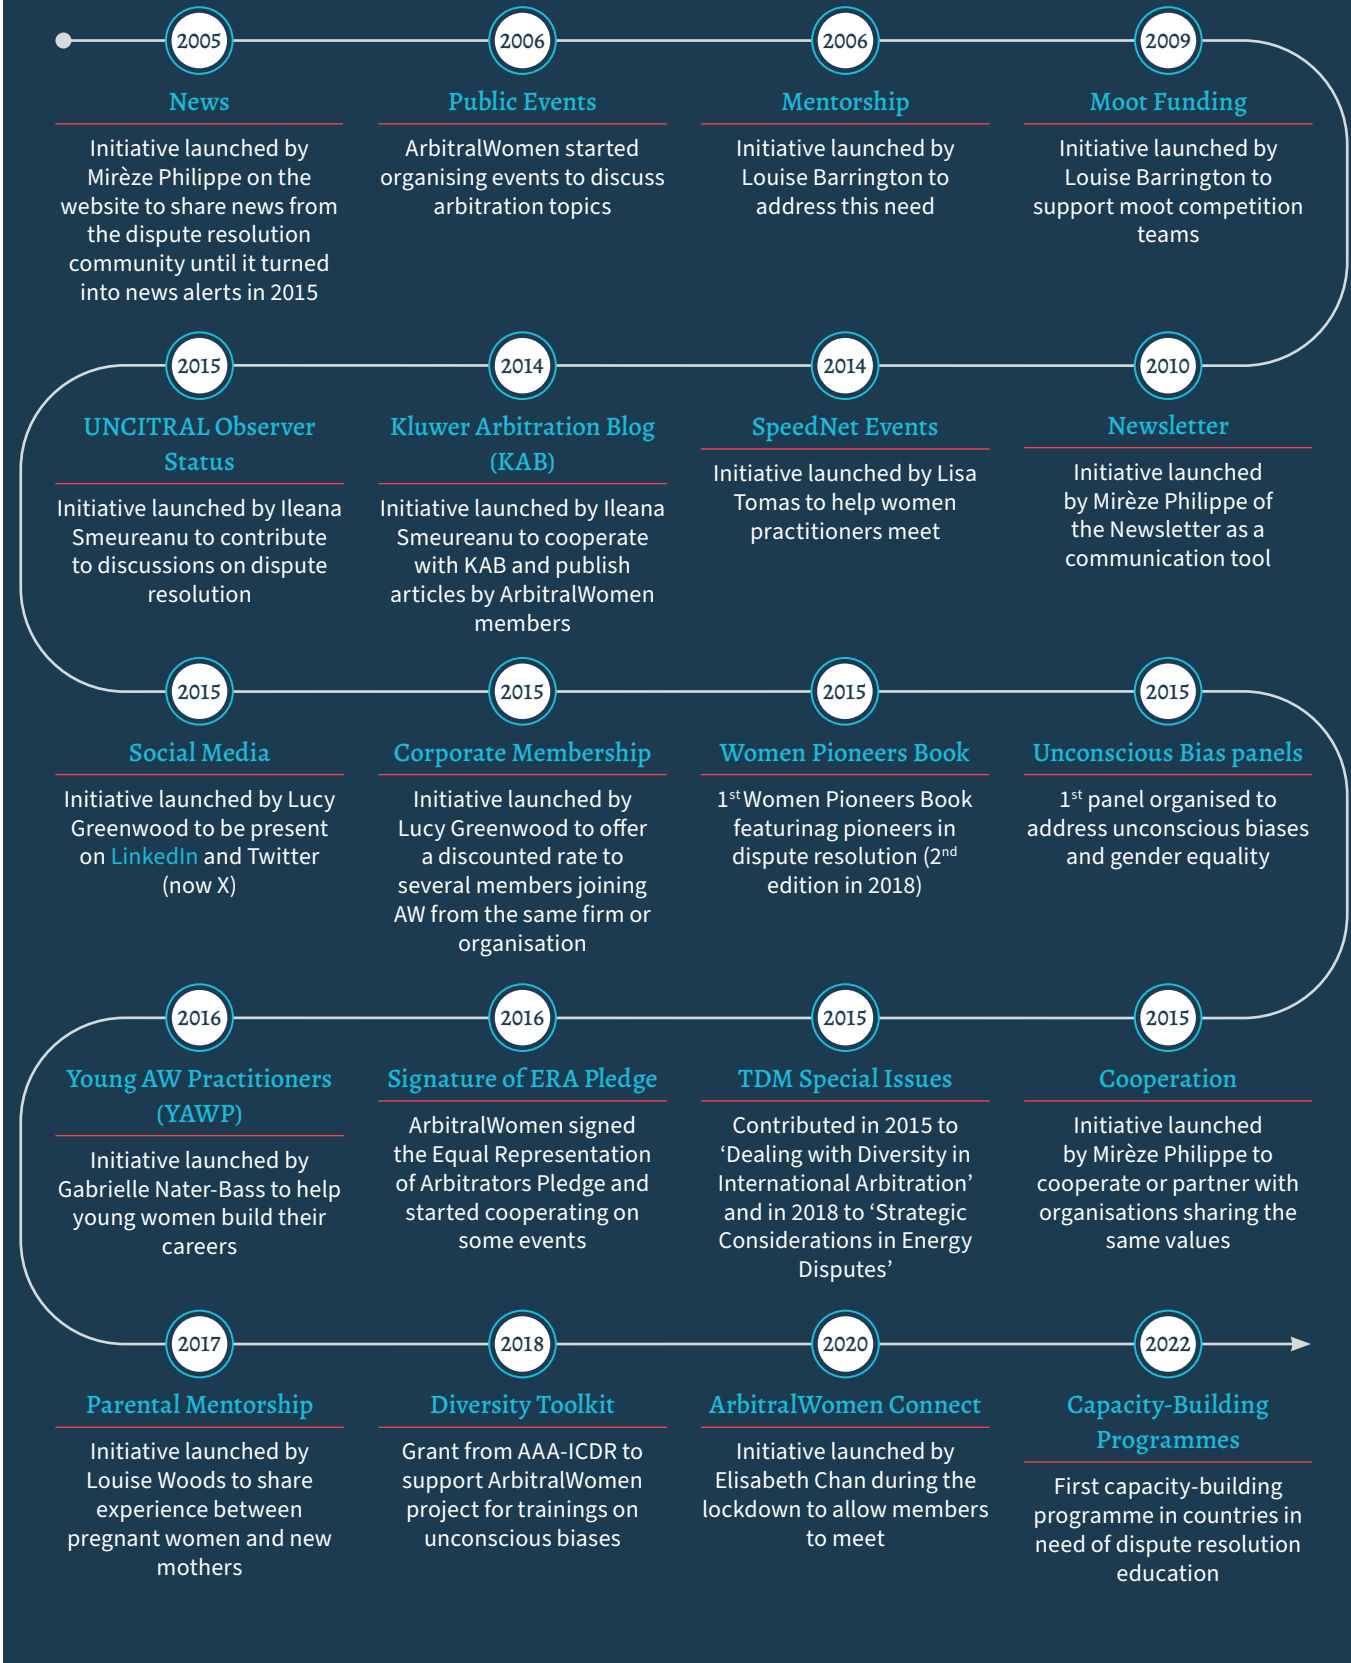 2005
News
Initiative launched by
Mirèze Philippe on the
website to share news from
the dispute resolution
community until it turned
into news alerts in 2015
2006
Public Events
ArbitralWomen started
organising events to discuss
arbitration topics
2006
Mentorship
Initiative launched by
Louise Barrington to
address this need
2009
Moot Funding
Initiative launched by
Louise Barrington to
support moot competition
teams
2010
Newsletter
Initiative launched
by Mirèze Philippe of
the Newsletter as a
communication tool
2014
SpeedNet Events
Initiative launched by Lisa
Tomas to help women
practitioners meet
2014
Kluwer Arbitration Blog
(KAB)
Initiative launched by Ileana
Smeureanu to cooperate
with KAB and publish
articles by ArbitralWomen
members
2015
UNCITRAL Observer
Status
Initiative launched by Ileana
Smeureanu to contribute
to discussions on dispute
resolution
2015
Social Media
Initiative launched by Lucy
Greenwood to be present
on LinkedIn and Twitter
(now X)
2015
Corporate Membership
Initiative launched by
Lucy Greenwood to offer
a discounted rate to
several members joining
AW from the same firm or
organisation
2015
Women Pioneers Book
1st Women Pioneers Book
featurinag pioneers in
dispute resolution (2nd
edition in 2018)
2015
Unconscious Bias panels
1st panel organised to
address unconscious biases
and gender equality
2015
Cooperation
Initiative launched
by Mirèze Philippe to
cooperate or partner with
organisations sharing the
same values
2015
TDM Special Issues
Contributed in 2015 to
‘Dealing with Diversity in
International Arbitration’
and in 2018 to ‘Strategic
Considerations in Energy
Disputes’
2016
Signature of ERA Pledge
ArbitralWomen signed
the Equal Representation
of Arbitrators Pledge and
started cooperating on
some events
2016
Young AW Practitioners
(YAWP)
Initiative launched by
Gabrielle Nater-Bass to help
young women build their
careers
2017
Parental Mentorship
Initiative launched by
Louise Woods to share
experience between
pregnant women and new
mothers
2018
Diversity Toolkit
Grant from AAA-ICDR to
support ArbitralWomen
project for trainings on
unconscious biases
2020
ArbitralWomen Connect
Initiative launched by
Elisabeth Chan during the
lockdown to allow members
to meet
2022
Capacity-Building
Programmes
First capacity-building
programme in countries in
need of dispute resolution
education